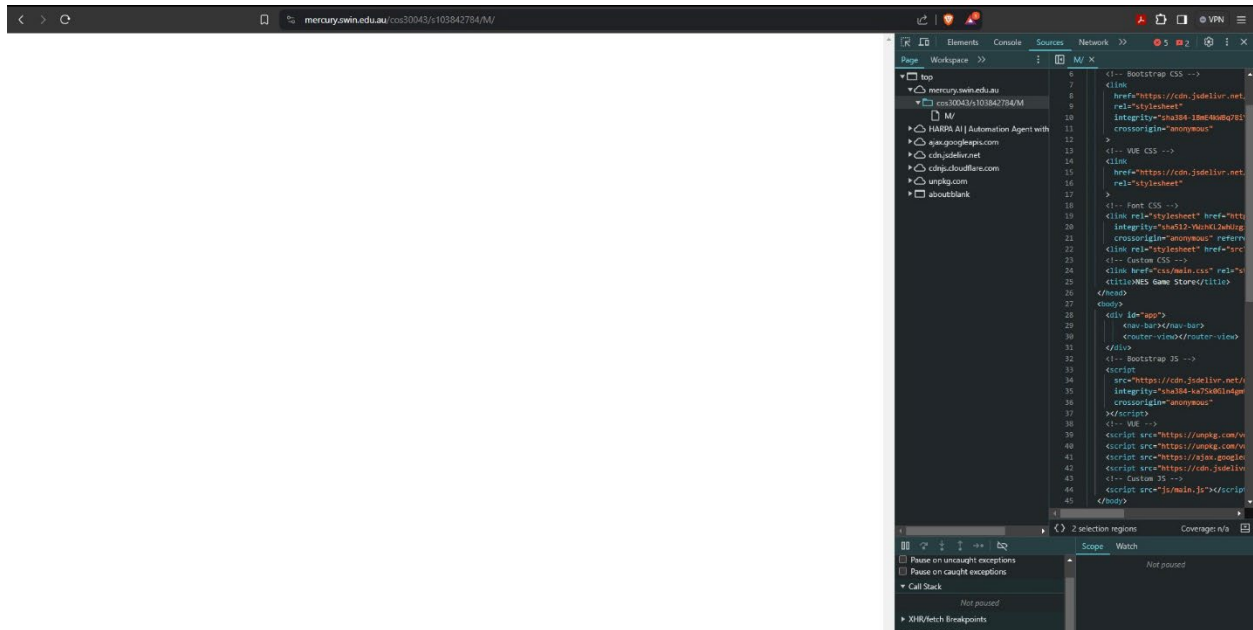 mercury.swin.edu.au/cos30043/s103842784/M/
VPN
Elements Console Sources Network >> 5 2
Page Workspace >>
M/ ×
top
mercury.swin.edu.au
cos30043/s103842784/M
M/
HARPA AI | Automation Agent with
ajax.googleapis.com
cdn.jsdelivr.net
cdnjs.cloudflare.com
unpkg.com
about:blank
6 <!-- Bootstrap CSS -->
7 <link
8 href="https://cdn.jsdelivr.net,
9 rel="stylesheet"
10 integrity="sha384-
11 crossorigin="anonymous"
12 >
13 <!-- VUE CSS -->
14 <link
15 href="https://cdn.jsdelivr.net,
16 rel="stylesheet"
17 >
18 <!-- Font CSS -->
19 <link rel="stylesheet" href="http
20 integrity="sha512-
21 crossorigin="anonymous" referre
22 <link rel="stylesheet" href="src
23 <!-- Custom CSS -->
24 <link href="css/main.css" rel="s
25 <title>NES Game Store</title>
26 </head>
27 <body>
28 <div id="app">
29 <nav-bar></nav-bar>
30 <router-view></router-view>
31 </div>
32 <!-- Bootstrap JS -->
33 <script
34 src="https://cdn.jsdelivr.net/
35 integrity="sha384-
36 crossorigin="anonymous"
37 ></script>
38 <!-- VUE -->
39 <script src="https://unpkg.com/v
40 <script src="https://unpkg.com/v
41 <script src="https://ajax.google
42 <script src="https://cdn.jsdeliv
43 <!-- Custom JS -->
44 <script src="js/main.js"></scrip
45 </body>
{} 2 selection regions Coverage: n/a
Scope Watch
Not paused
Pause on uncaught exceptions
Pause on caught exceptions
Call Stack
Not paused
XHR/fetch Breakpoints